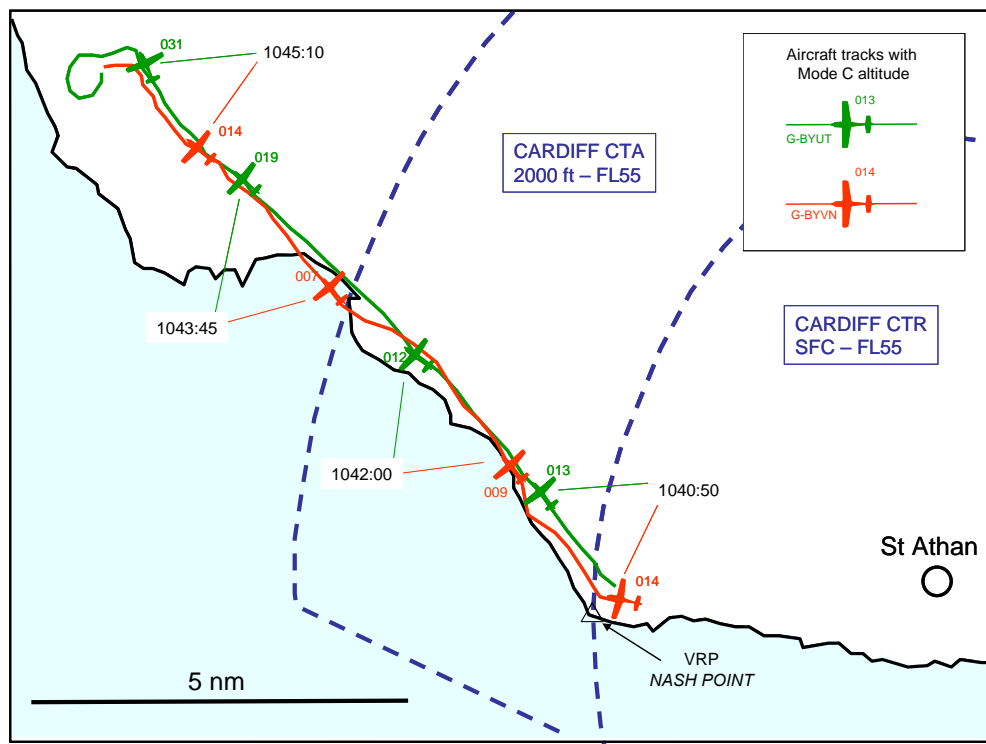 031
1045:10
Aircraft tracks with
Mode C altitude
013
G-BYUT
014
G-BYVN
014
019
CARDIFF CTA
2000 ft – FL55
007
1043:45
CARDIFF CTR
SFC – FL55
012
1042:00
009
013
1040:50
014
St Athan
VRP
NASH POINT
5 nm